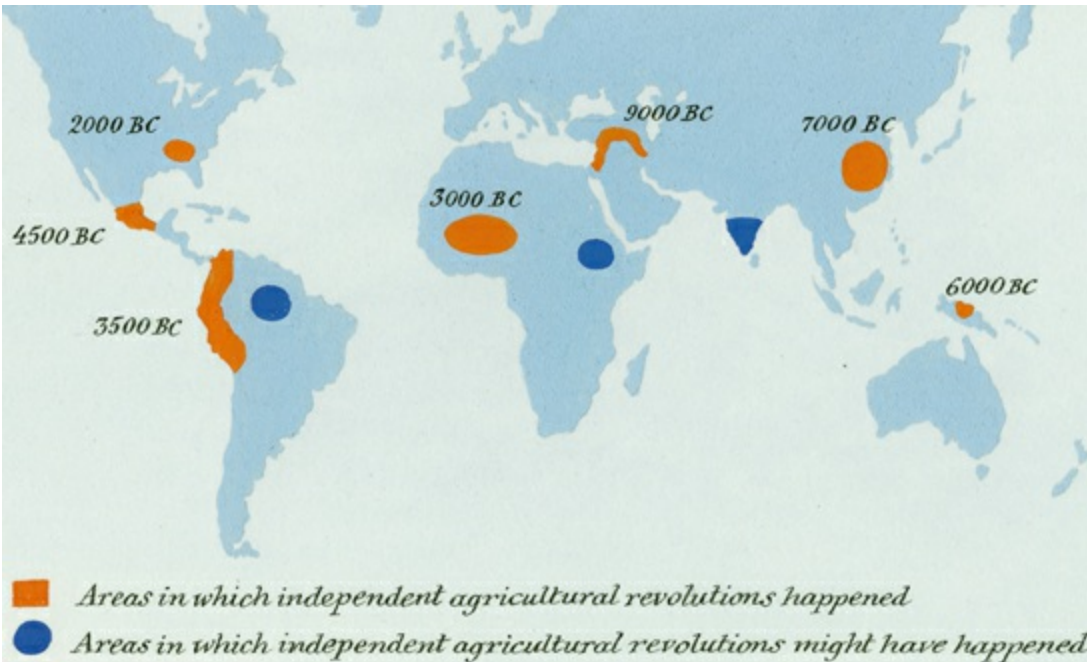 2000 BC
9000 BC
7000 BC
3000 BC
4500 BC
6000 BC
3500 BC
Areas in which independent agricultural revolutions happened
Areas in which independent agricultural revolutions might have happened